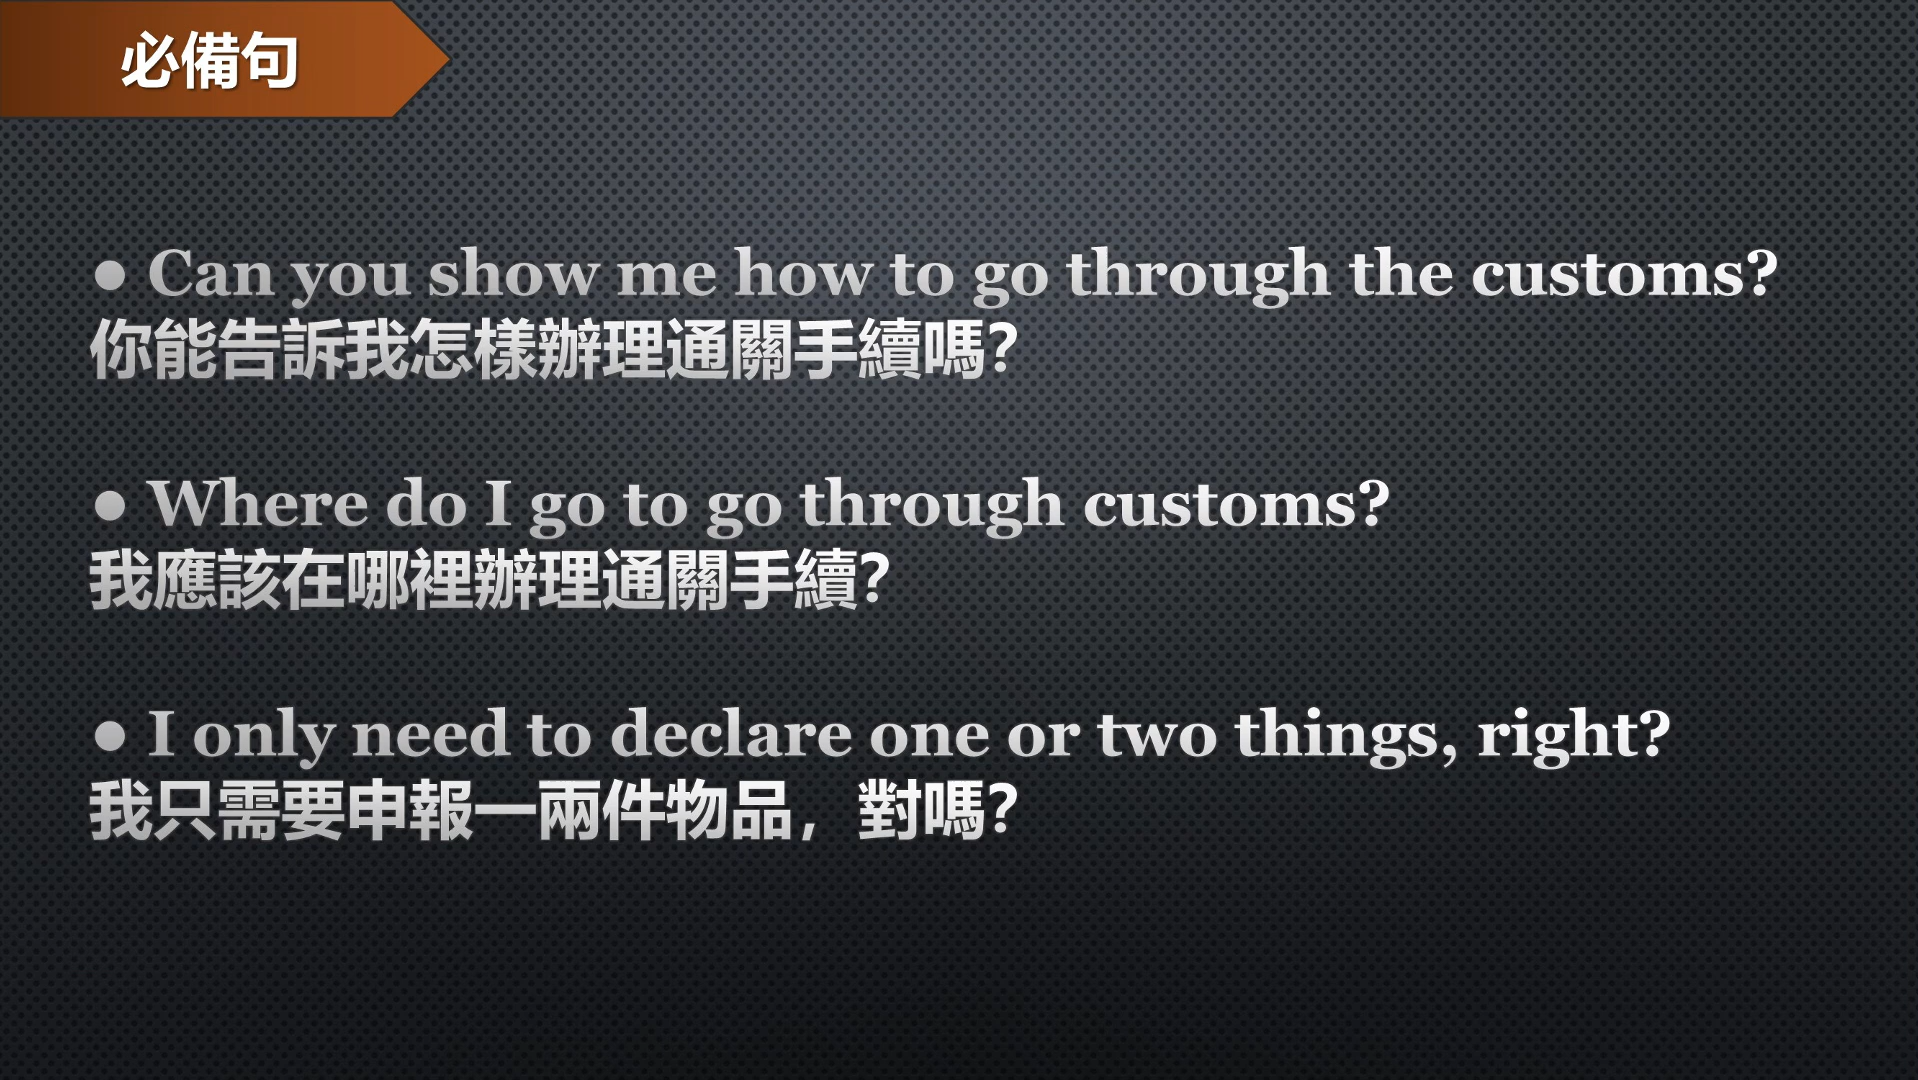 必備句
● Can you show me how to go through the customs?
你能告訴我怎樣辦理通關手續嗎？
● Where do I go to go through customs?
我應該在哪裡辦理通關手續？
● I only need to declare one or two things, right?
我只需要申報一兩件物品，對嗎？